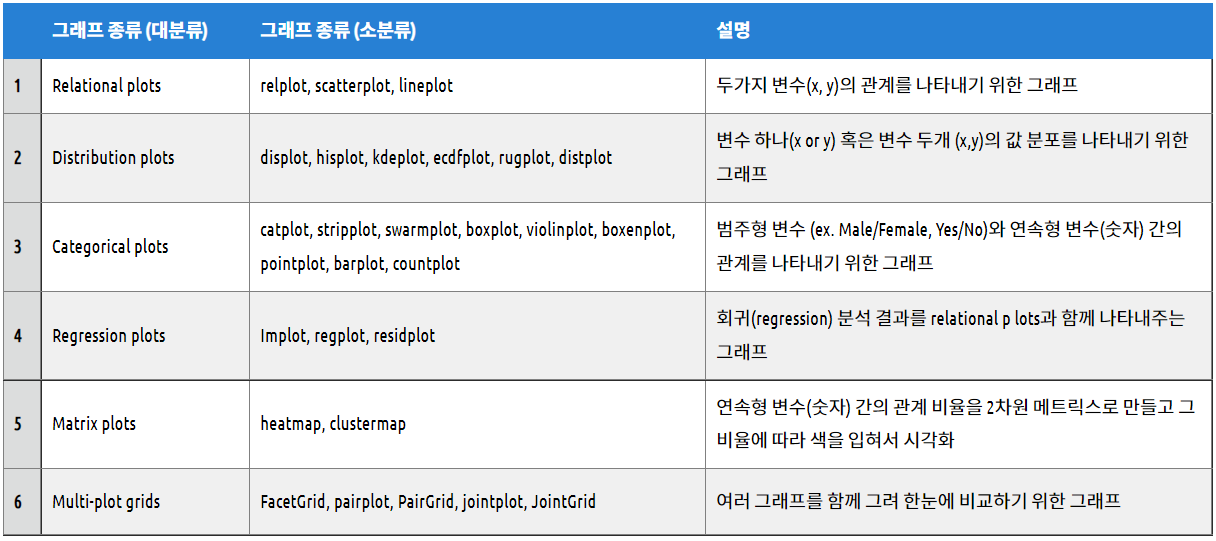 그래프 종류 (대분류) 그래프 종류 (소분류) 설명
1 Relational plots relplot, scatterplot, lineplot 두가지 변수(x, y)의 관계를 나타내기 위한 그래프
2 Distribution plots displot, hisplot, kdeplot, ecdfplot, rugplot, distplot 변수 하나(x or y) 혹은 변수 두개 (x,y)의 값 분포를 나타내기 위한
그래프
3 Categorical plots catplot, stripplot, swarmplot, boxplot, violinplot, boxenplot,
pointplot, barplot, countplot
범주형 변수 (ex. Male/Female, Yes/No)와 연속형 변수(숫자) 간의
관계를 나타내기 위한 그래프
4 Regression plots Implot, regplot, residplot 회귀(regression) 분석 결과를 relational p lots과 함께 나타내주는
그래프
5 Matrix plots heatmap, clustermap 연속형 변수(숫자) 간의 관계 비율을 2차원 메트릭스로 만들고 그
비율에 따라 색을 입혀서 시각화
6 Multi-plot grids FacetGrid, pairplot, PairGrid, jointplot, JointGrid 여러 그래프를 함께 그려 한눈에 비교하기 위한 그래프